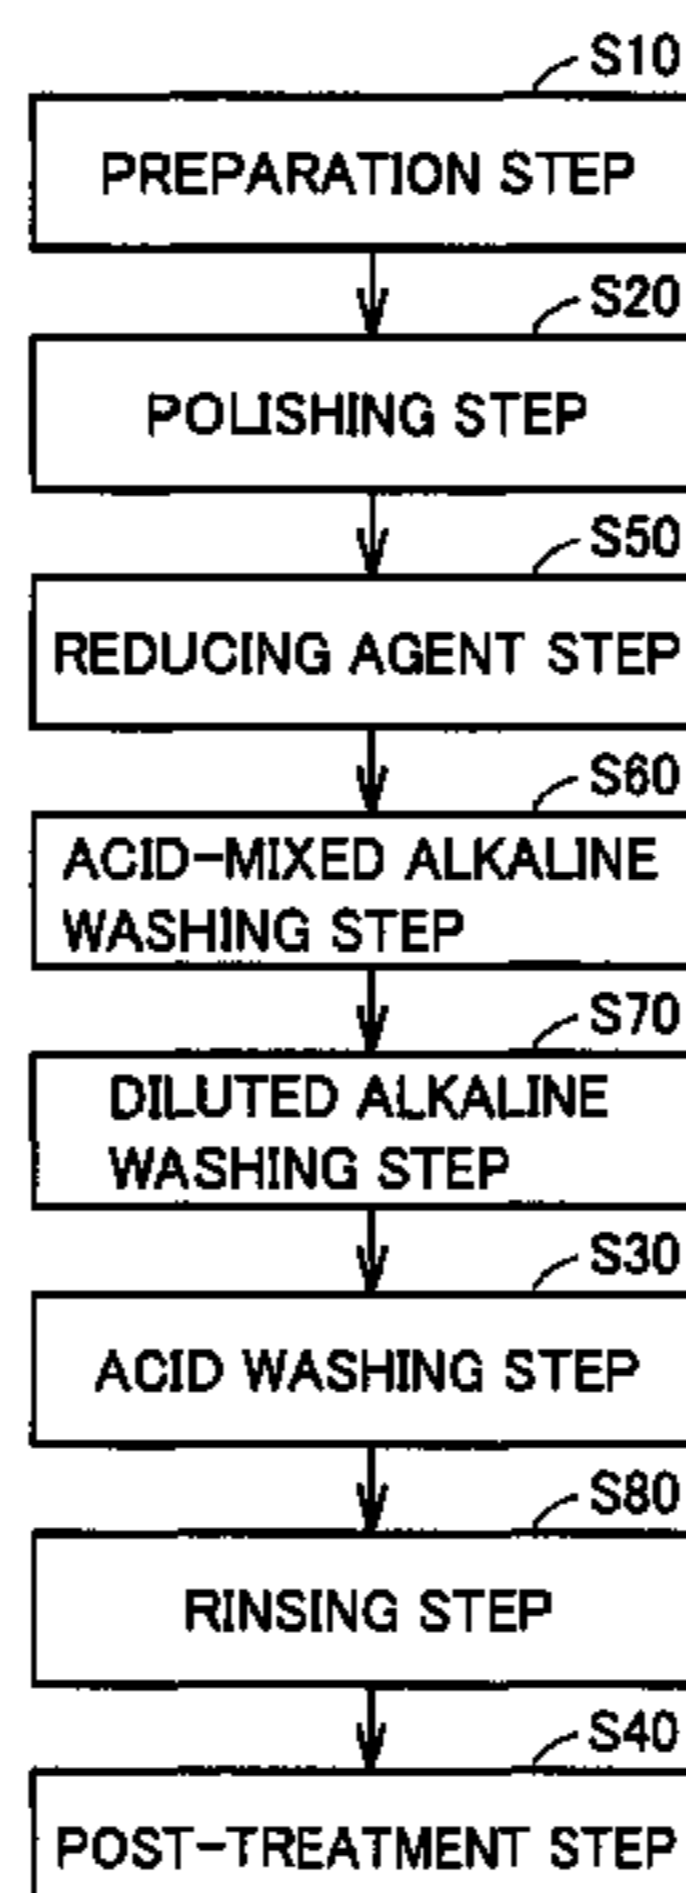 S10
PREPARATION STEP
S20
POLISHING STEP
S50
REDUCING AGENT STEP
S60
ACID-MIXED ALKALINE
WASHING STEP
S70
DILUTED ALKALINE
WASHING STEP
S30
ACID WASHING STEP
S80
RINSING STEP
S40
POST-TREATMENT STEP